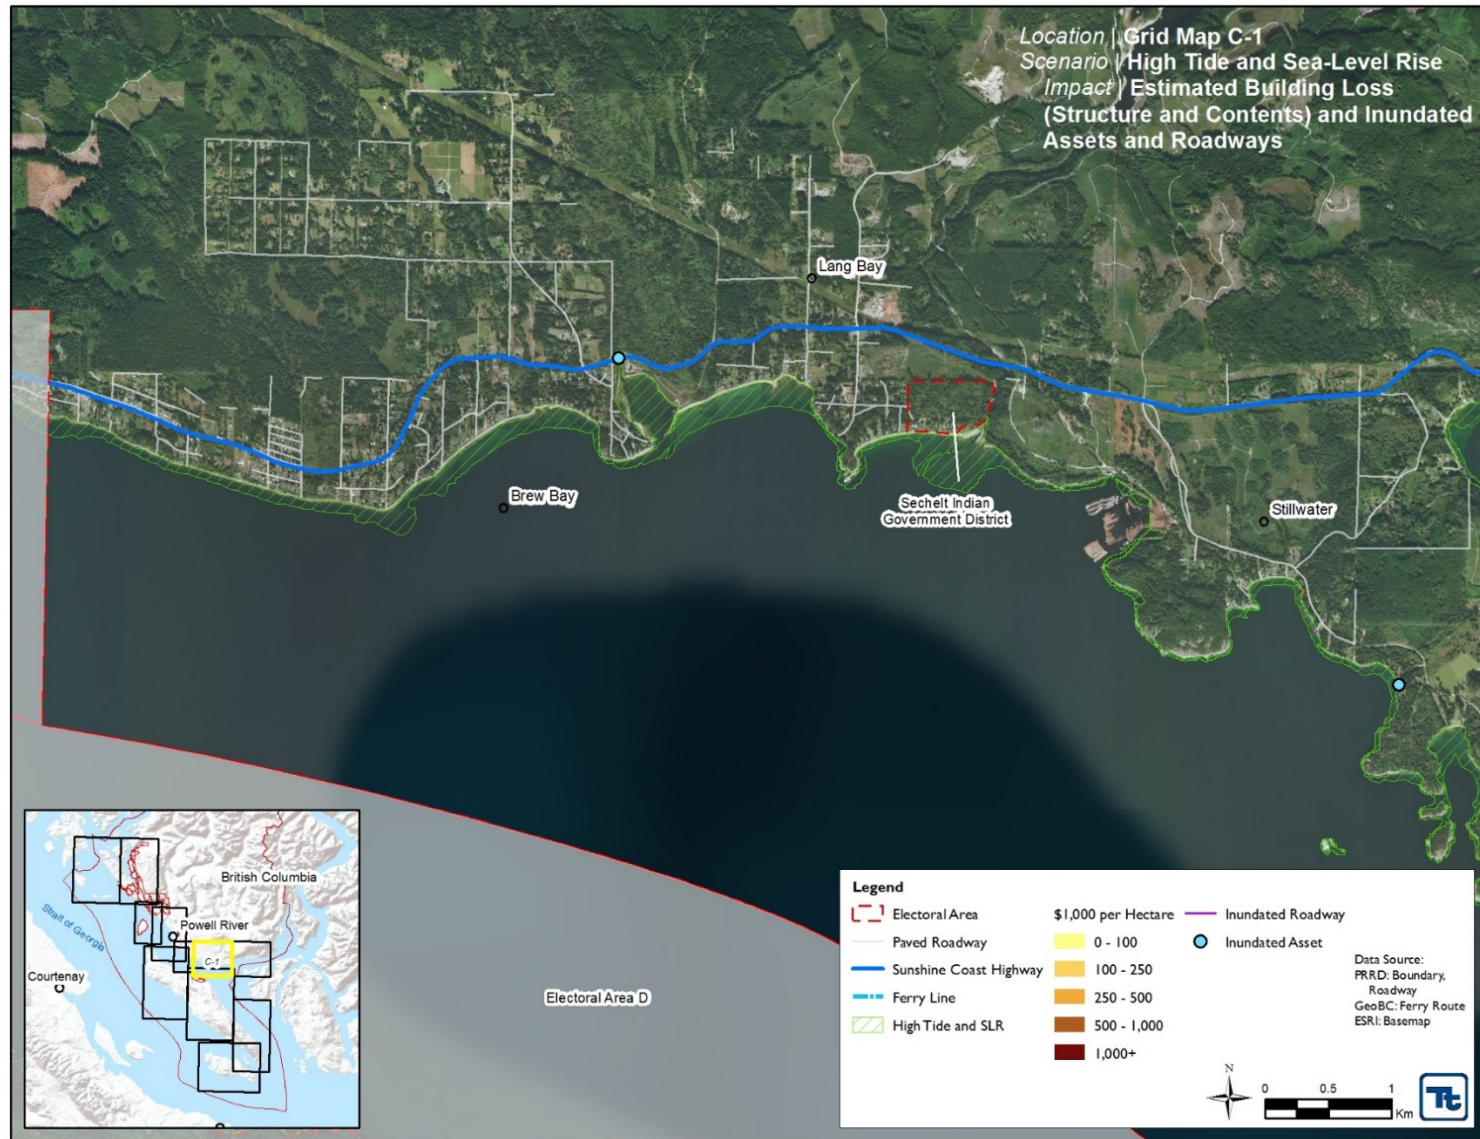 Location | Grid Map C-1
Scenario | High Tide and Sea-Level Rise
Impact | Estimated Building Loss
(Structure and Contents) and Inundated
Assets and Roadways
Lang Bay
Brew Bay
Sechelt Indian
Government District
Stillwater
Electoral Area D
British Columbia
Strait of Georgia
Powell River
C-1
Courtenay
Legend
Electoral Area
Paved Roadway
Sunshine Coast Highway
Ferry Line
High Tide and SLR
$1,000 per Hectare
0 - 100
100 - 250
250 - 500
500 - 1,000
1,000+
Inundated Roadway
Inundated Asset
Data Source:
PRRD: Boundary,
Roadway
GeoBC: Ferry Route
ESRI: Basemap
N
0 0.5 1
Km
Tt